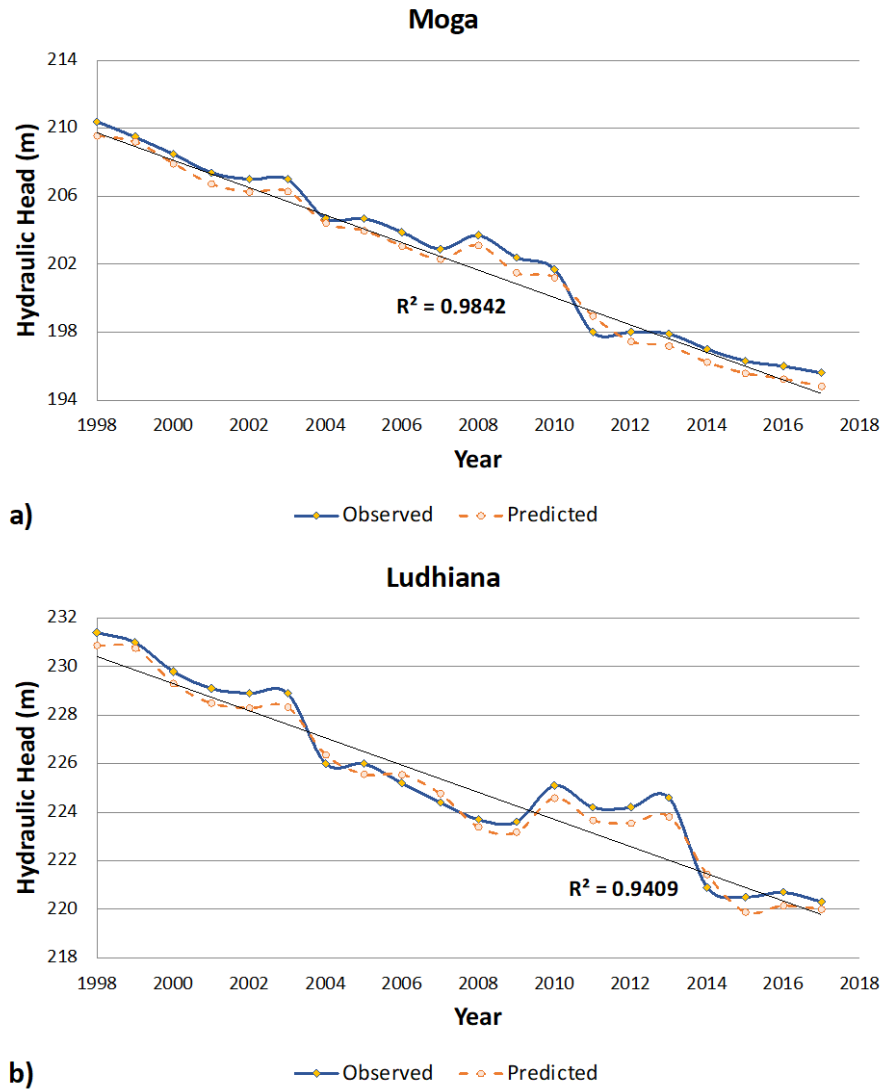 Moga
214
210
206
202
198
194
Hydraulic Head (m)
R² = 0.9842
1998 2000 2002 2004 2006 2008 2010 2012 2014 2016 2018
Year
a)
Observed Predicted
Ludhiana
232
230
228
226
224
222
220
218
Hydraulic Head (m)
R² = 0.9409
1998 2000 2002 2004 2006 2008 2010 2012 2014 2016 2018
Year
b)
Observed Predicted